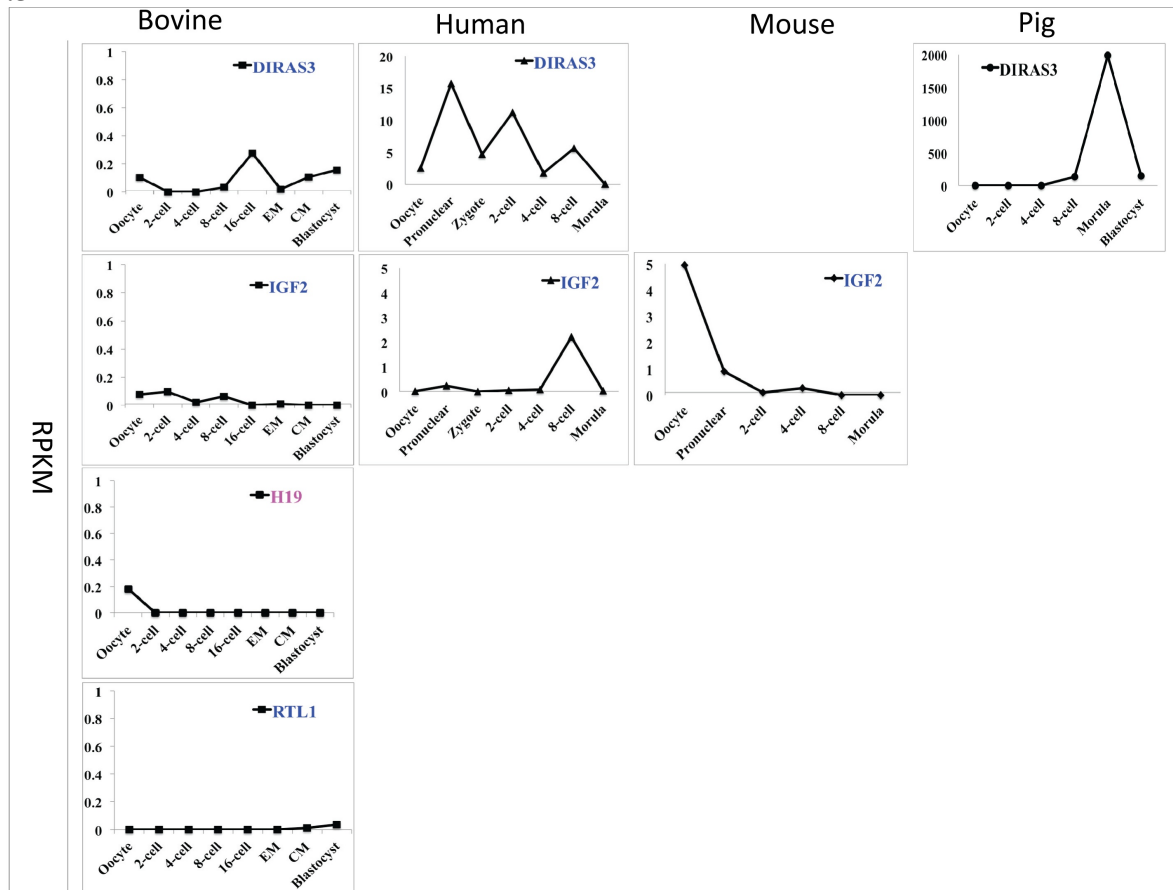 Bovine Human Mouse Pig
RPKM
DIRAS3
1
0.8
0.6
0.4
0.2
0
Oocyte 2-cell 4-cell 8-cell 16-cell EM CM Blastocyst
DIRAS3
20
15
10
5
0
Oocyte Pronuclear Zygote 2-cell 4-cell 8-cell Morula
DIRAS3
2000
1500
1000
500
0
Oocyte 2-cell 4-cell 8-cell Morula Blastocyst
IGF2
1
0.8
0.6
0.4
0.2
0
Oocyte 2-cell 4-cell 8-cell 16-cell EM CM Blastocyst
IGF2
5
4
3
2
1
0
Oocyte Pronuclear Zygote 2-cell 4-cell 8-cell Morula
IGF2
5
4
3
2
1
0
Oocyte Pronuclear 2-cell 4-cell 8-cell Morula
H19
1
0.8
0.6
0.4
0.2
0
Oocyte 2-cell 4-cell 8-cell 16-cell EM CM Blastocyst
RTL1
1
0.8
0.6
0.4
0.2
0
Oocyte 2-cell 4-cell 8-cell 16-cell EM CM Blastocyst